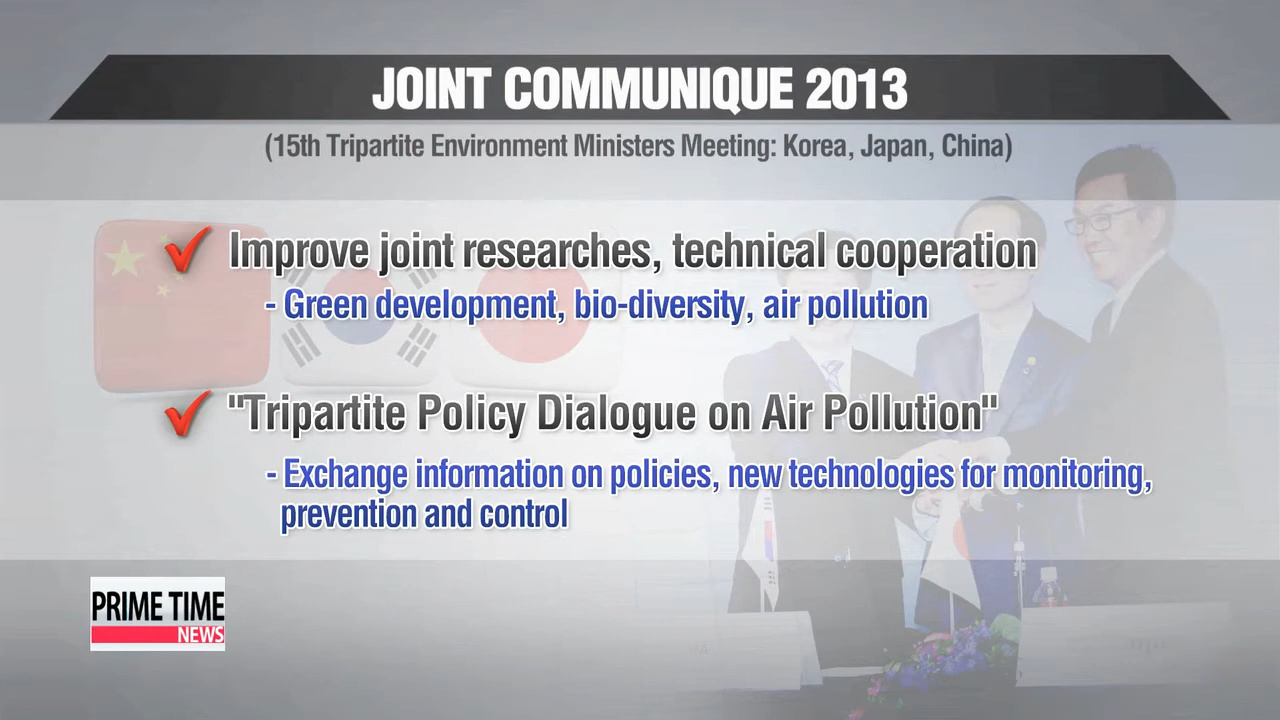 JOINT COMMUNIQUE 2013
(15th Tripartite Environment Ministers Meeting: Korea, Japan, China)
Improve joint researches, technical cooperation
- Green development, bio-diversity, air pollution
"Tripartite Policy Dialogue on Air Pollution"
- Exchange information on policies, new technologies for monitoring,
prevention and control
PRIME TIME
NEWS